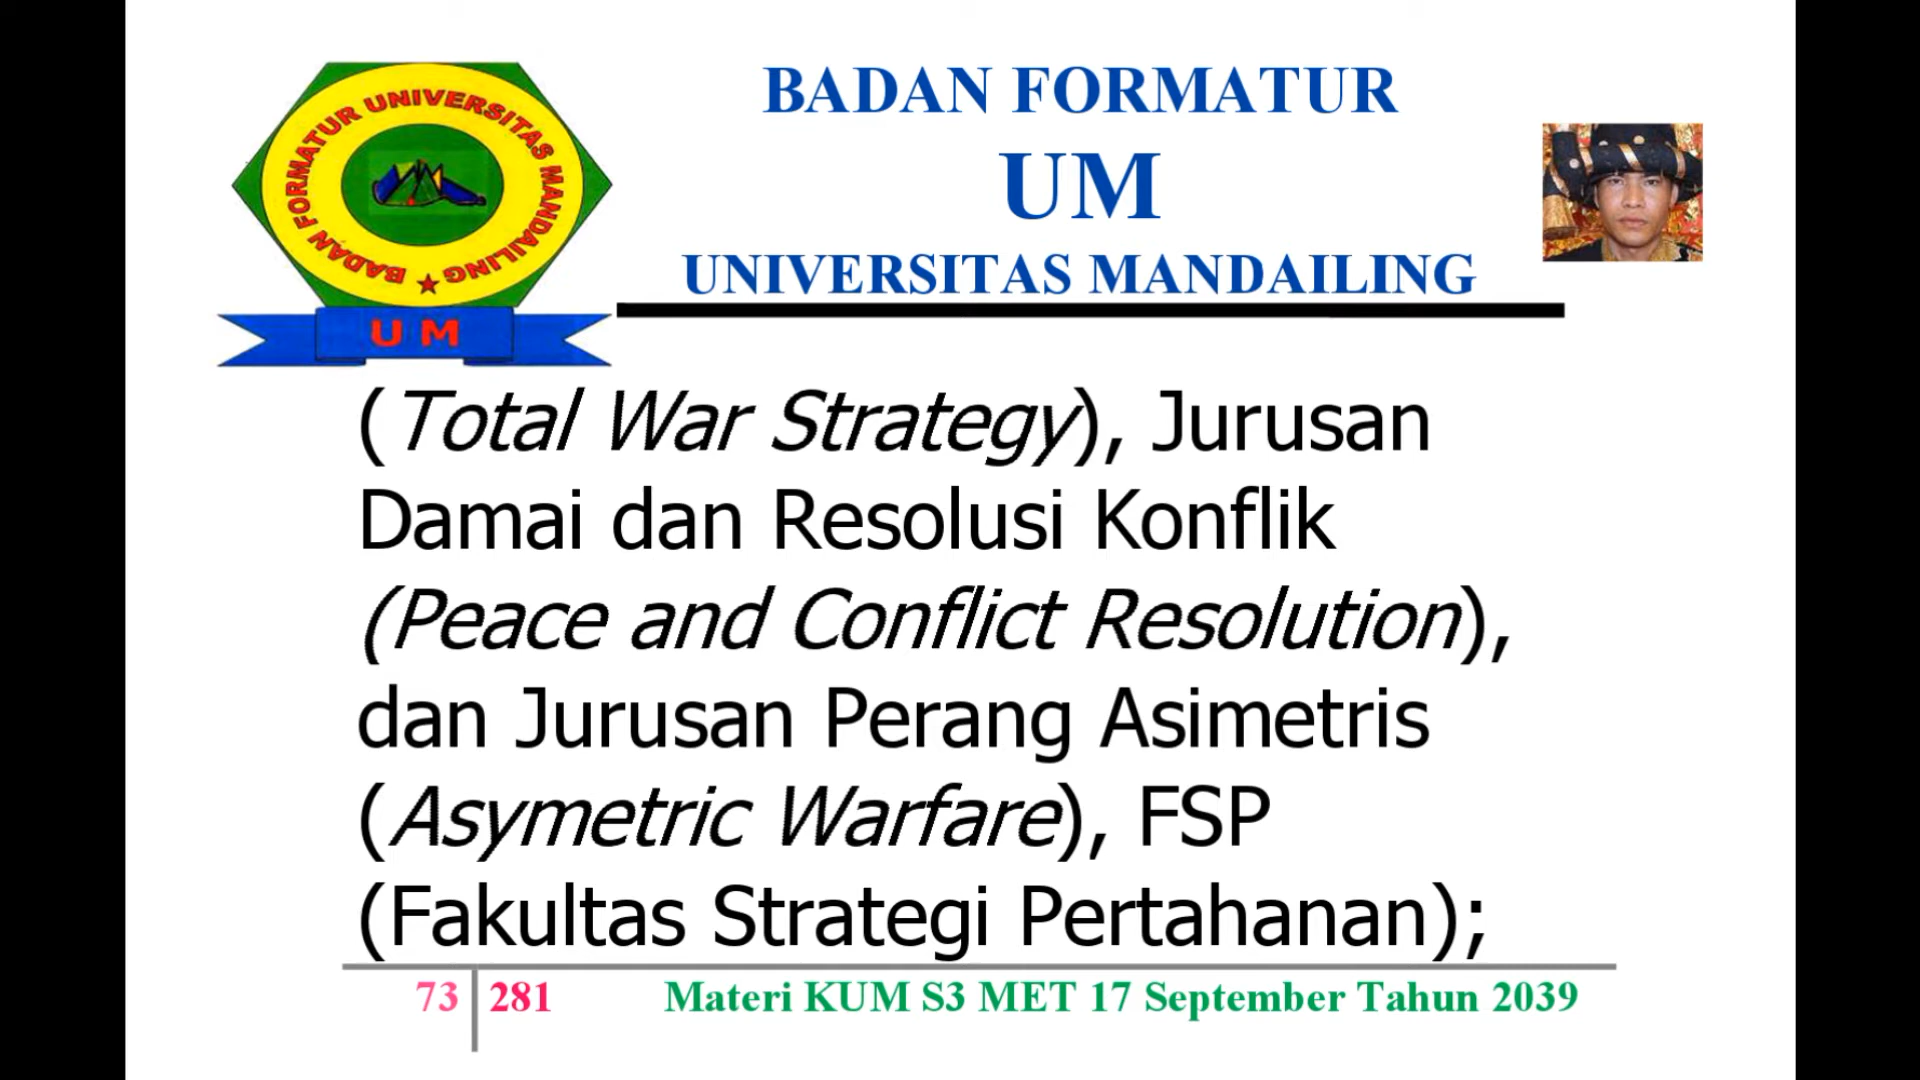 BADAN FORMATUR UNIVERSITAS MANDAILING
U M
BADAN FORMATUR
UM
UNIVERSITAS MANDAILING
(Total War Strategy), Jurusan
Damai dan Resolusi Konflik
(Peace and Conflict Resolution),
dan Jurusan Perang Asimetris
(Asymetric Warfare), FSP
(Fakultas Strategi Pertahanan);
73 281 Materi KUM S3 MET 17 September Tahun 2039